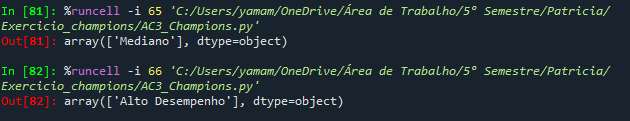 In [81]: %runcell -i 65 'C:/Users/yamam/OneDrive/Área de Trabalho/5º Semestre/Patricia/
Exercicio_champions/AC3_Champions.py'
Out[81]: array(['Mediano'], dtype=object)
In [82]: %runcell -i 66 'C:/Users/yamam/OneDrive/Área de Trabalho/5º Semestre/Patricia/
Exercicio_champions/AC3_Champions.py'
Out[82]: array(['Alto Desempenho'], dtype=object)